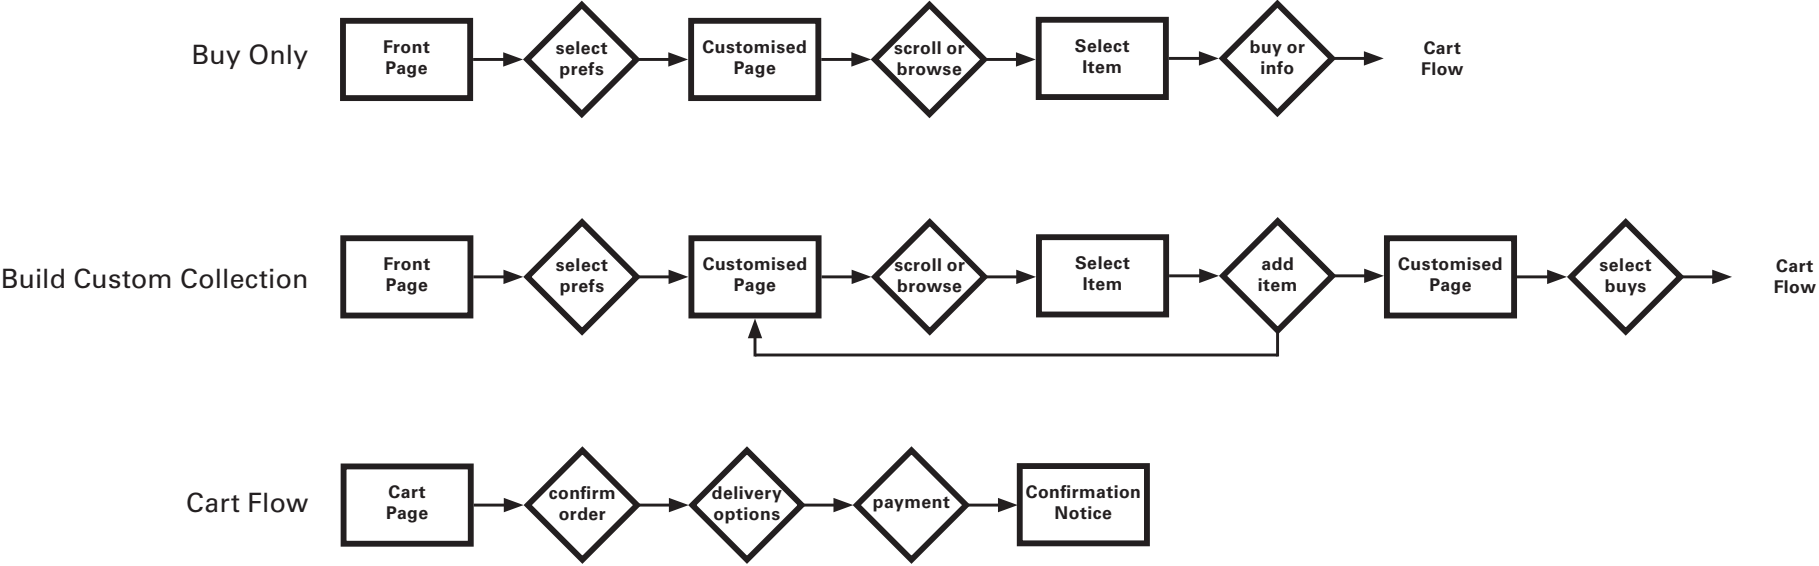 Buy Only
Front
Page
select
prefs
Customised
Page
scroll or
browse
Select
Item
buy or
info
Cart
Flow
Build Custom Collection
Front
Page
select
prefs
Customised
Page
scroll or
browse
Select
Item
add
item
Customised
Page
select
buys
Cart
Flow
Cart Flow
Cart
Page
confirm
order
delivery
options
payment
Confirmation
Notice